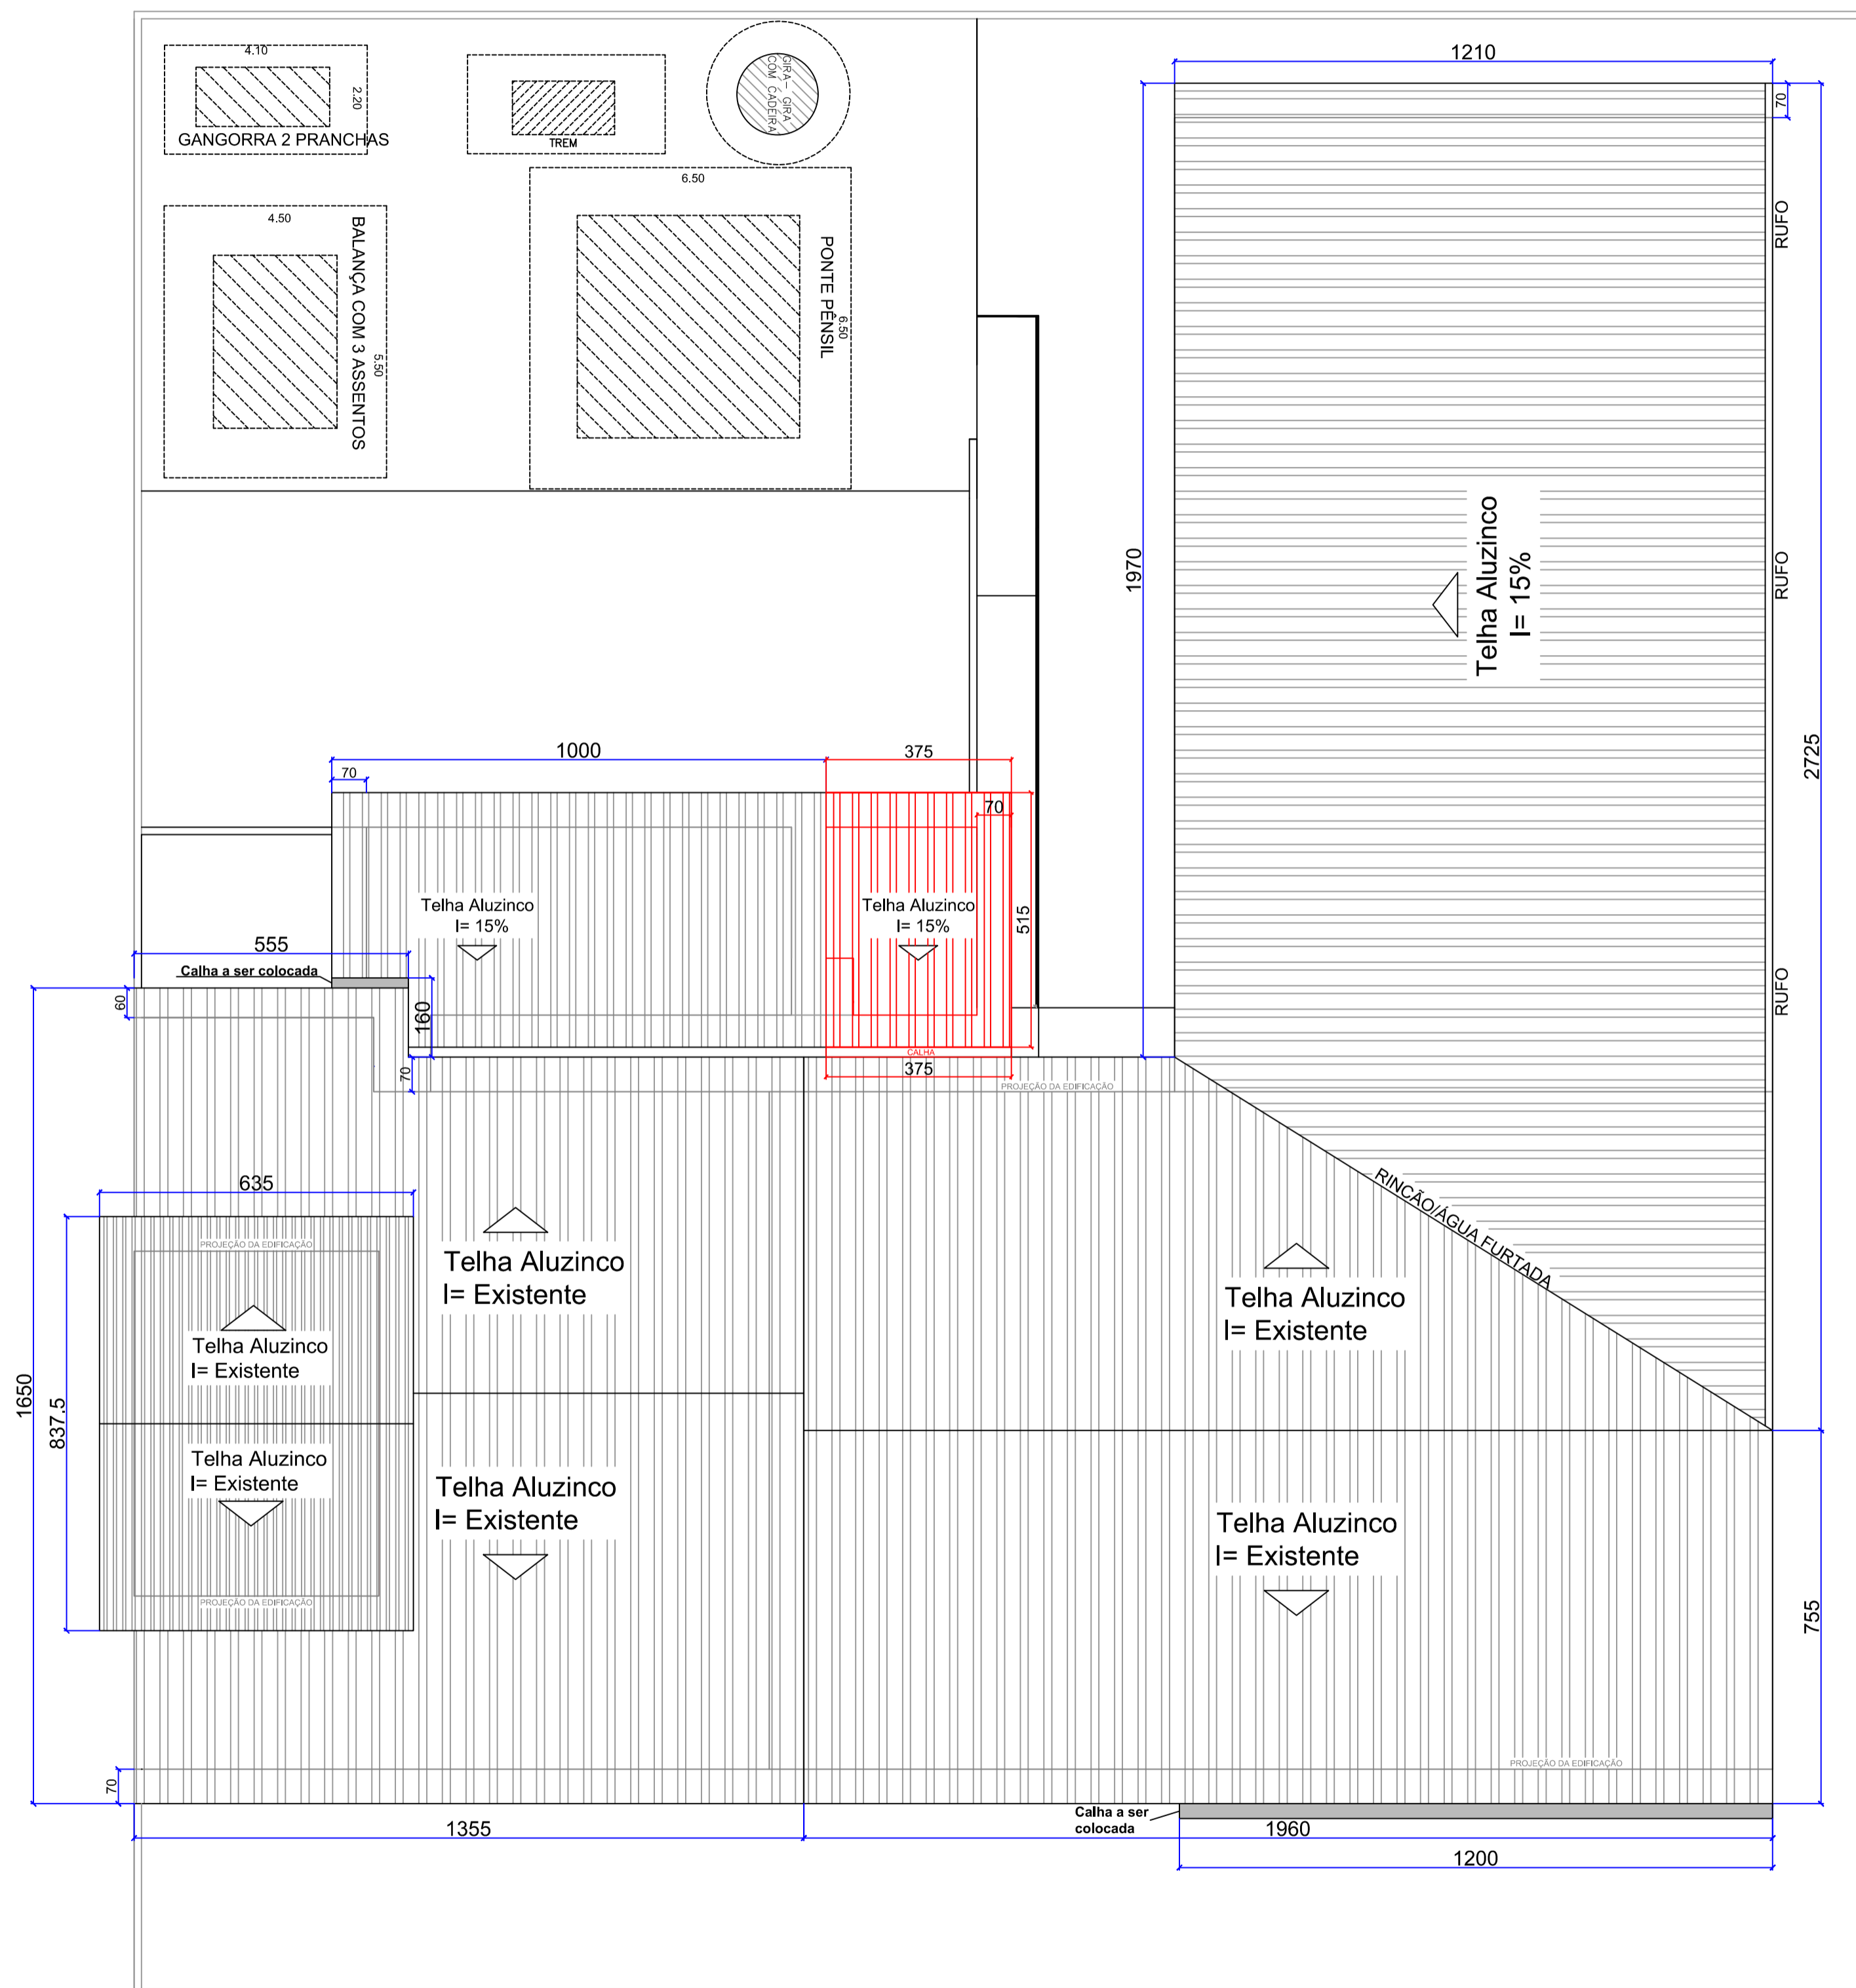 4.10
2.20
GANGORRA 2 PRANCHAS
TREM
GIRA - GIRA
COM CADEIRA
1210
70
6.50
PONTE PÊNSIL
6.50
4.50
BALANÇA COM 3 ASSENTOS
5.50
RUFO
RUFO
RUFO
Telha Aluzinco
I= 15%
1970
2725
1000
375
70
70
Telha Aluzinco
I= 15%
Telha Aluzinco
I= 15%
515
555
Calha a ser colocada
60
160
70
CALHA
375
PROJEÇÃO DA EDIFICAÇÃO
RINCÃO/ÁGUA FURTADA
635
PROJEÇÃO DA EDIFICAÇÃO
Telha Aluzinco
I= Existente
Telha Aluzinco
I= Existente
Telha Aluzinco
I= Existente
1650
837.5
Telha Aluzinco
I= Existente
Telha Aluzinco
I= Existente
Telha Aluzinco
I= Existente
PROJEÇÃO DA EDIFICAÇÃO
755
PROJEÇÃO DA EDIFICAÇÃO
70
Calha a ser
colocada
1355
1960
1200